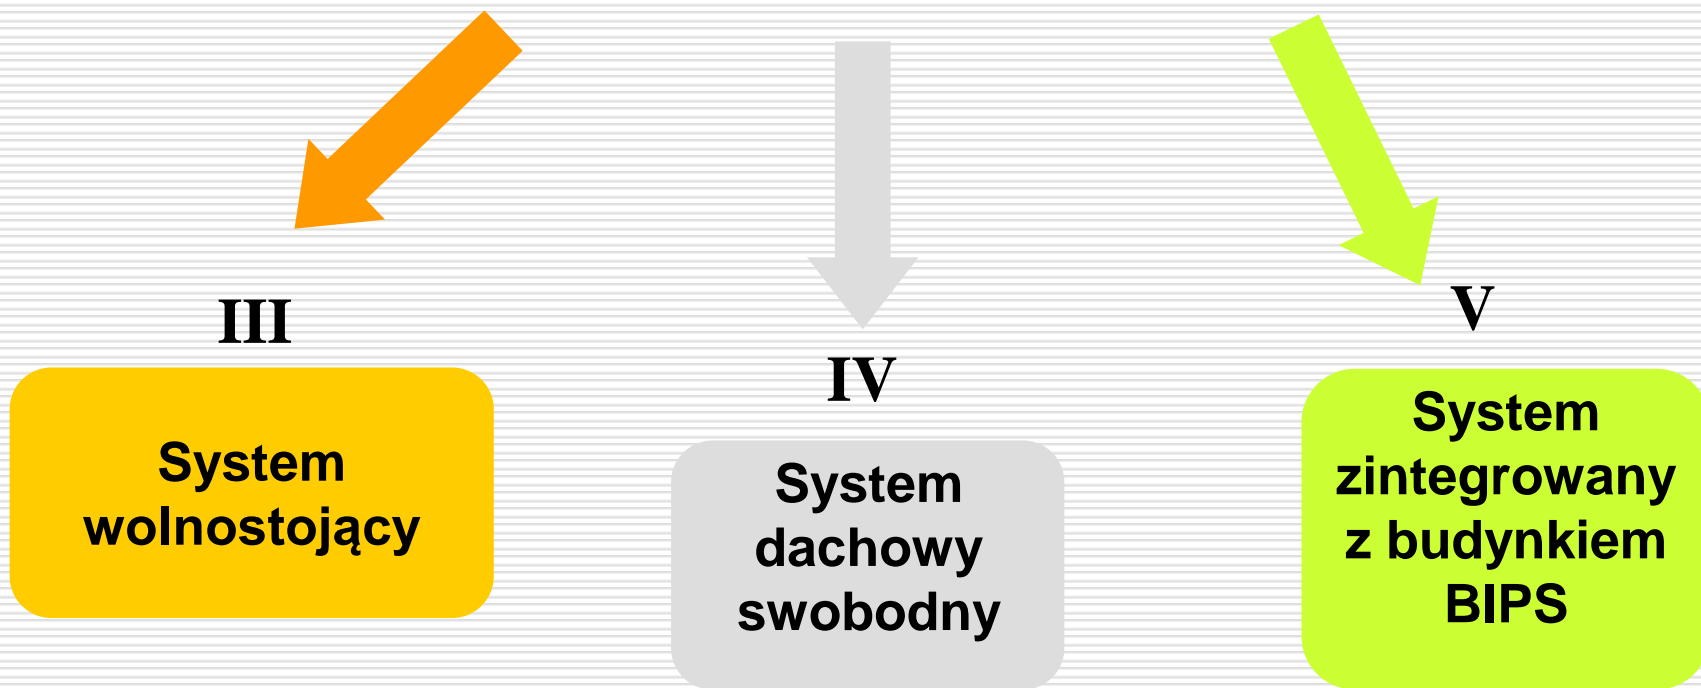 III
System
wolnostojący
IV
System
dachowy
swobodny
V
System
zintegrowany
z budynkiem
BIPS